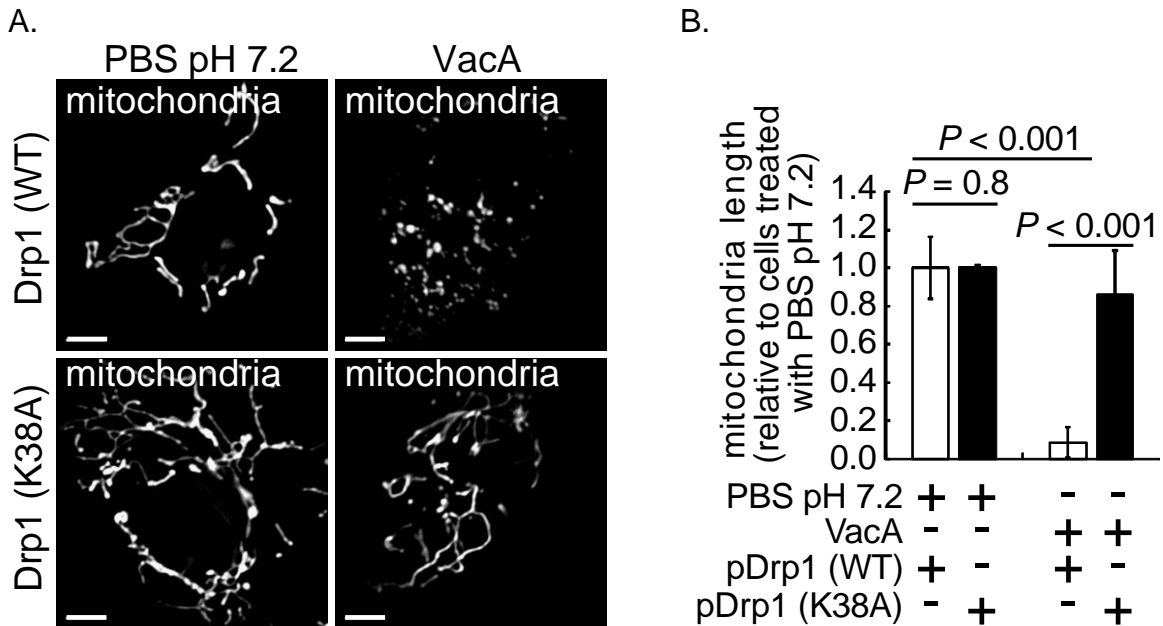 A.
B.
PBS pH 7.2 VacA
Drp1 (WT)
mitochondria mitochondria
Drp1 (K38A)
mitochondria mitochondria
mitochondria length
(relative to cells treated
with PBS pH 7.2)
P < 0.001
P = 0.8
P < 0.001
1.4
1.2
1.0
0.8
0.6
0.4
0.2
0.0
PBS pH 7.2 + + - -
VacA - - + +
pDrp1 (WT) + - + -
pDrp1 (K38A) - + - +